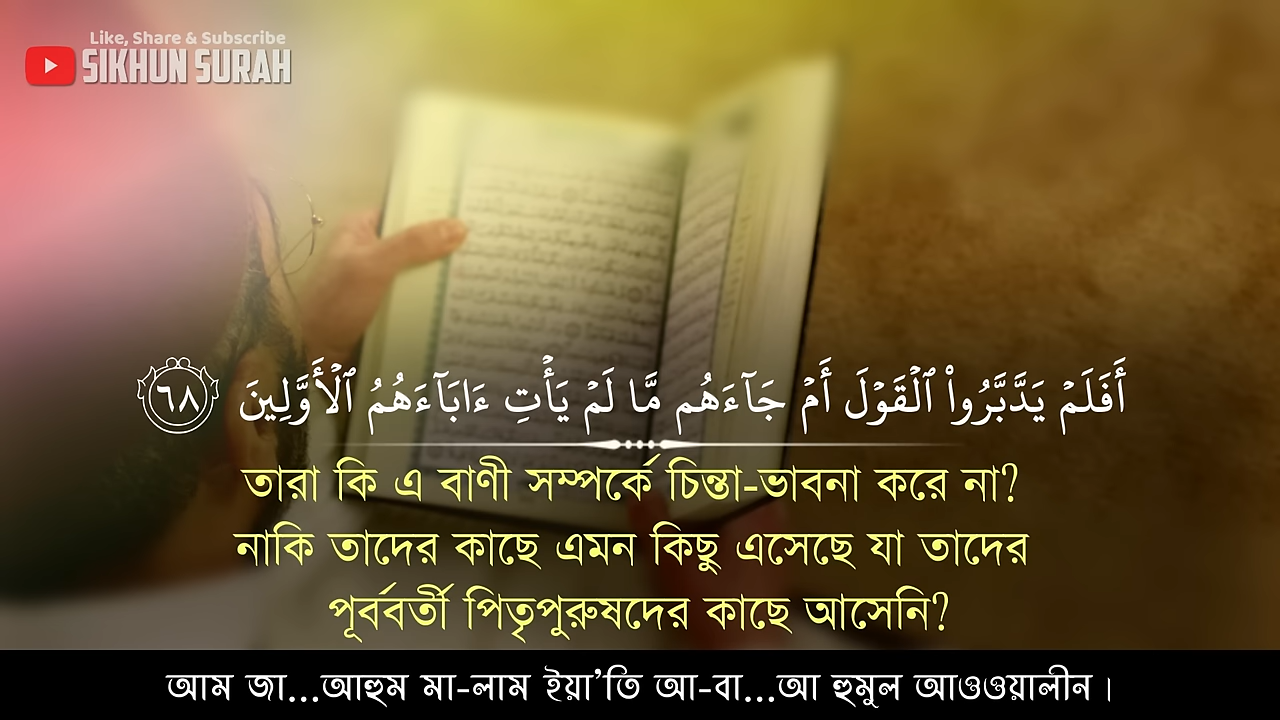 Like, Share & Subscribe
SIKHUN SURAH
أَفَلَمْ يَدَّبَّرُوا۟ ٱلْقَوْلَ أَمْ جَآءَهُم مَّا لَمْ يَأْتِ ءَابَآءَهُمُ ٱلْأَوَّلِينَ ٦٨
তারা কি এ বাণী সম্পর্কে চিন্তা-ভাবনা করে না?
নাকি তাদের কাছে এমন কিছু এসেছে যা তাদের
পূর্ববর্তী পিতৃপুরুষদের কাছে আসেনি?
আম জা...আহুম মা-লাম ইয়া’তি আ-বা...আ হুমুল আওওয়ালীন।